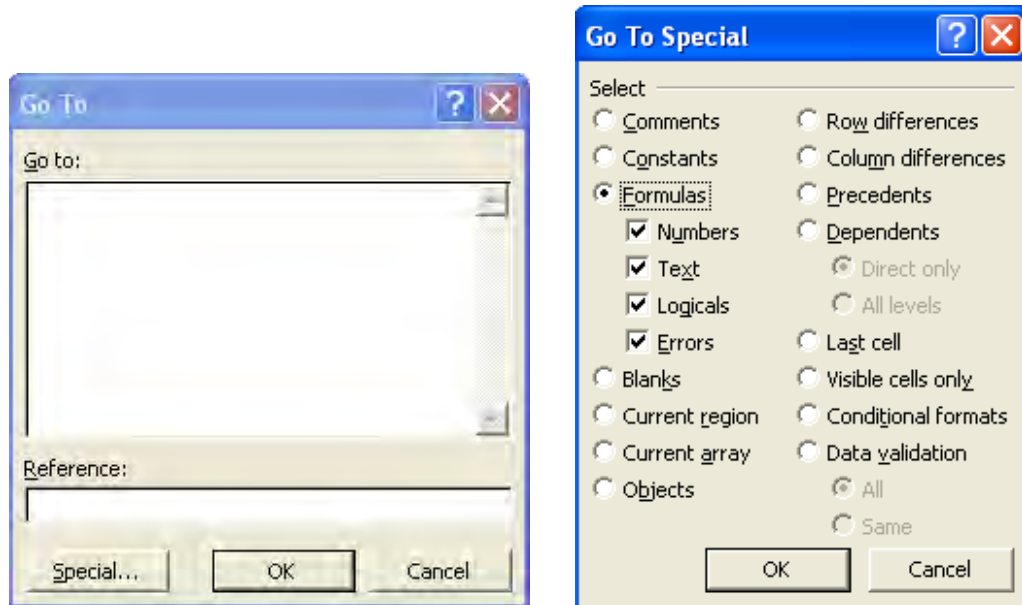 Go To
Go to:
Reference:
Special...
OK
Cancel
Go To Special
Select
Comments
Constants
Formulas
Numbers
Text
Logicals
Errors
Blanks
Current region
Current array
Objects
Row differences
Column differences
Precedents
Dependents
Direct only
All levels
Last cell
Visible cells only
Conditional formats
Data validation
All
Same
OK
Cancel